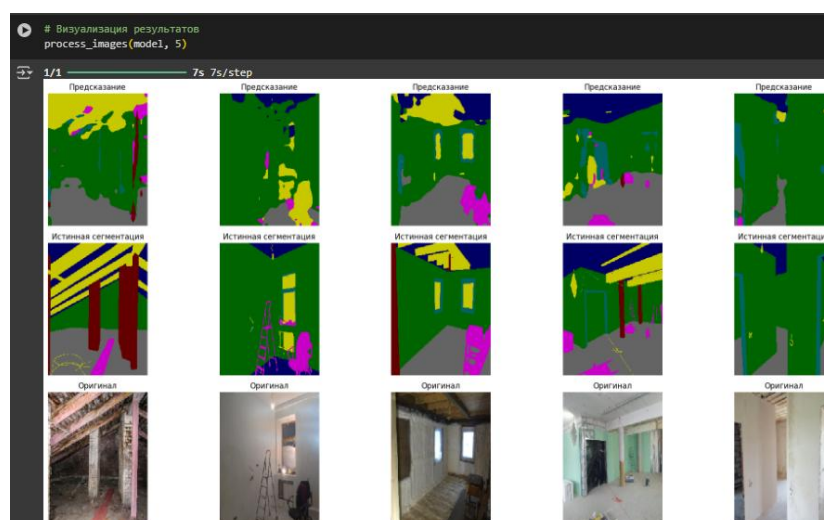 # Визуализация результатов
process_images(model, 5)
1/1 7s 7s/step
Предсказание Предсказание Предсказание Предсказание Предсказание
Истинная сегментация Истинная сегментация Истинная сегментация Истинная сегментация Истинная сегмента
Оригинал Оригинал Оригинал Оригинал Оригинал